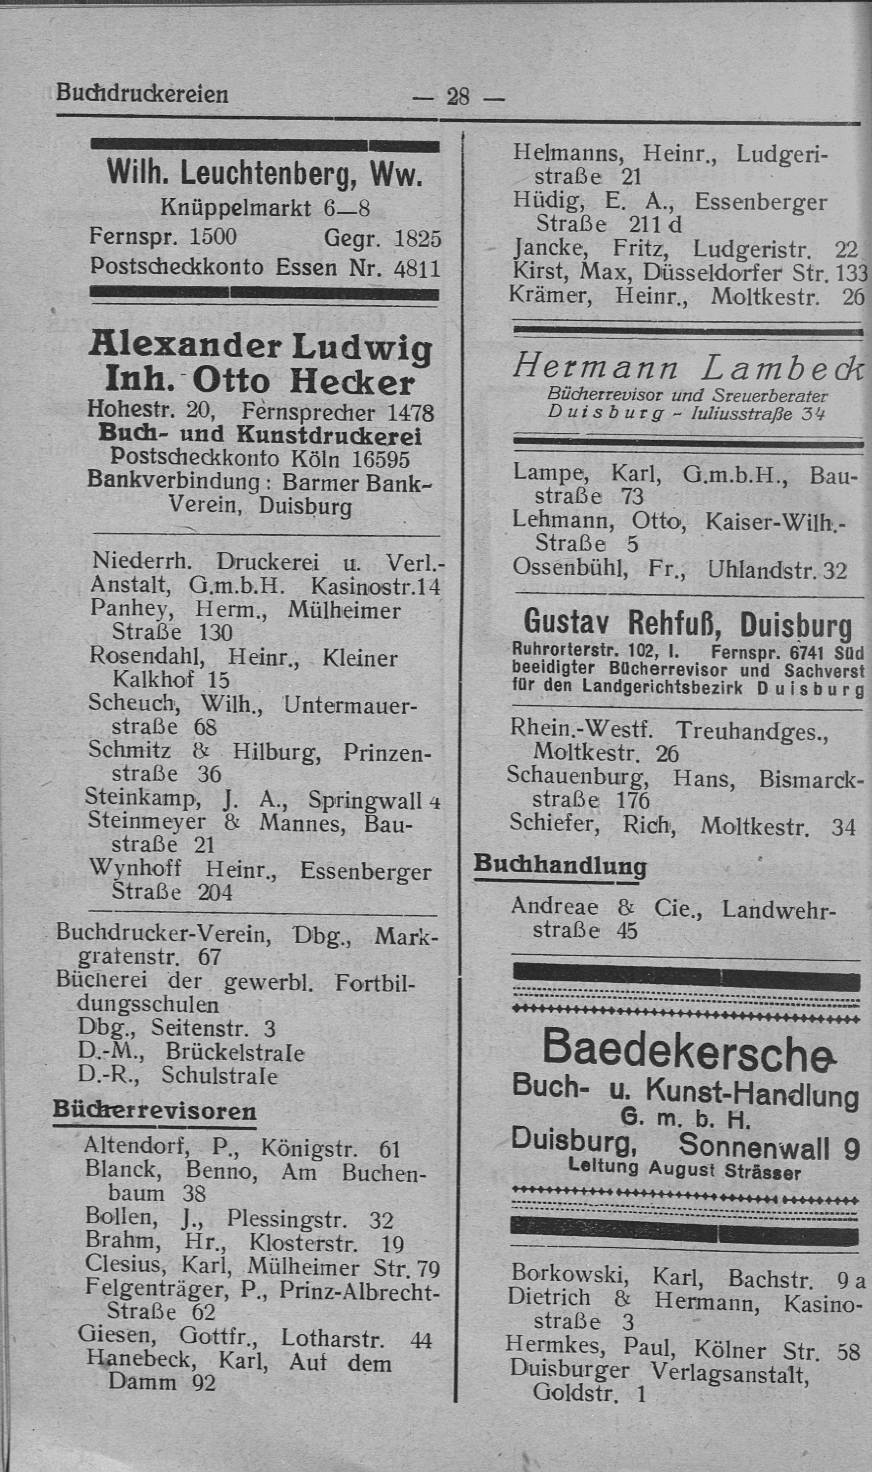 Buchdruckereien
— 28 —
Wilh. Leuchtenberg, Ww.
Knüppelmarkt 6—8
Fernspr. 1500 Gegr. 1825
Postscheckkonto Essen Nr. 4811
Alexander Ludwig
Inh. Otto Hecker
Hohestr. 20, Fernsprecher 1478
Buch- und Kunstdruckerei
Postscheckkonto Köln 16595
Bankverbindung: Barmer Bank-
Verein, Duisburg
Niederrh. Druckerei u. Verl.-
Anstalt, G.m.b.H. Kasinostr.14
Panhey, Herm., Mülheimer
Straße 130
Rosendahl, Heinr., Kleiner
Kalkhof 15
Scheuch, Wilh., Untermauer-
straße 68
Schmitz & Hilburg, Prinzen-
straße 36
Steinkamp, J. A., Springwall 4
Steinmeyer & Mannes, Bau-
straße 21
Wynhoff Heinr., Essenberger
Straße 204
Buchdrucker-Verein, Dbg., Mark-
grafenstr. 67
Bücherei der gewerbl. Fortbil-
dungsschulen
Dbg., Seitenstr. 3
D.-M., BrückelstraIe
D.-R., SchulstraIe
Bücherrevisoren
Altendorf, P., Königstr. 61
Blanck, Benno, Am Buchen-
baum 38
Bollen, J., Plessingstr. 32
Brahm, Hr., Klosterstr. 19
Clesius, Karl, Mülheimer Str. 79
Felgenträger, P., Prinz-Albrecht-
Straße 62
Giesen, Gottfr., Lotharstr. 44
Hanebeck, Karl, Auf dem
Damm 92
Helmanns, Heinr., Ludgeri-
straße 21
Hüdig, E. A., Essenberger
Straße 211 d
Jancke, Fritz, Ludgeristr. 22
Kirst, Max, Düsseldorfer Str. 133
Krämer, Heinr., Moltkestr. 26
Hermann Lambeck
Bücherrevisor und Sreuerberater
Duisburg - Iuliusstraße 34
Lampe, Karl, G.m.b.H., Bau-
straße 73
Lehmann, Otto, Kaiser-Wilh.-
Straße 5
Ossenbühl, Fr., Uhlandstr. 32
Gustav Rehfuß, Duisburg
Ruhrorterstr. 102, I. Fernspr. 6741 Süd
beeidigter Bücherrevisor und Sachverst
für den Landgerichtsbezirk Duisburg
Rhein.-Westf. Treuhandges.,
Moltkestr. 26
Schauenburg, Hans, Bismarck-
straße 176
Schiefer, Rich, Moltkestr. 34
Buchhandlung
Andreae & Cie., Landwehr-
straße 45
Baedekersche
Buch- u. Kunst-Handlung
G. m. b. H.
Duisburg, Sonnenwall 9
Leitung August Strässer
Borkowski, Karl, Bachstr. 9 a
Dietrich & Hermann, Kasino-
straße 3
Hermkes, Paul, Kölner Str. 58
Duisburger Verlagsanstalt,
Goldstr. 1